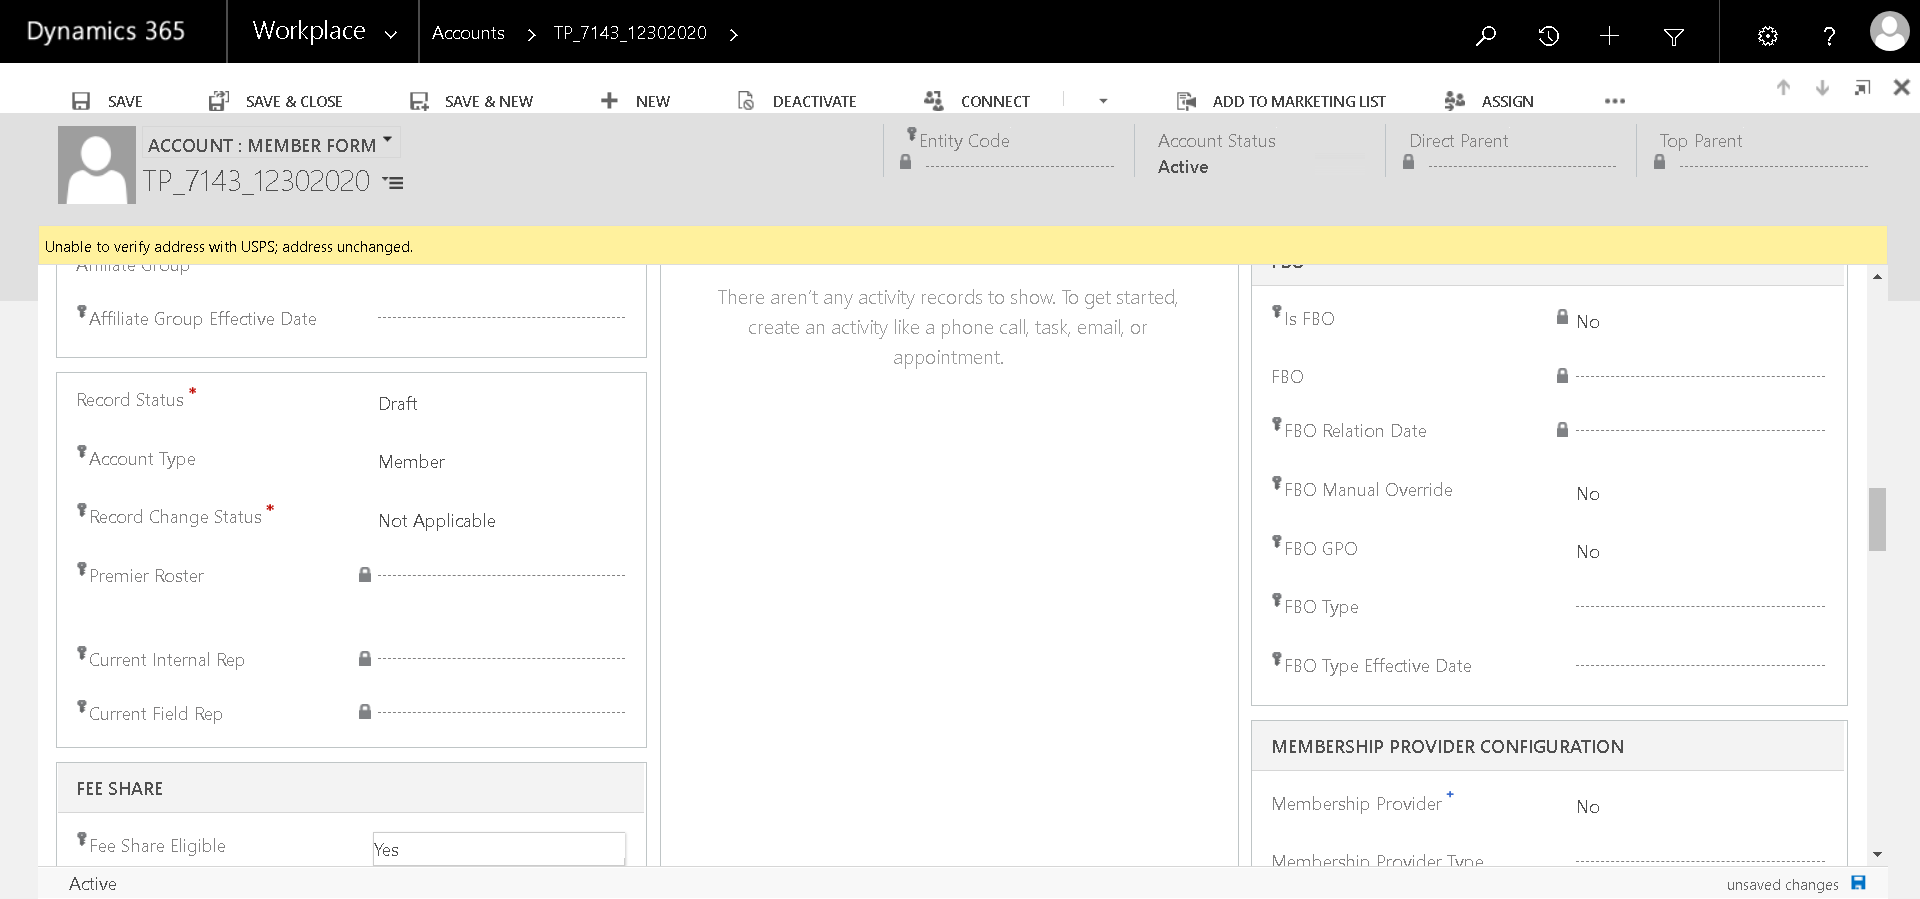 Dynamics 365
Workplace
Accounts
TP_7143_12302020
SAVE
SAVE & CLOSE
SAVE & NEW
NEW
DEACTIVATE
CONNECT
ADD TO MARKETING LIST
ASSIGN
ACCOUNT : MEMBER FORM
TP_7143_12302020
Entity Code
Account Status
Active
Direct Parent
Top Parent
Unable to verify address with USPS; address unchanged.
Affiliate Group
Affiliate Group Effective Date
Record Status *
Draft
Account Type
Member
Record Change Status *
Not Applicable
Premier Roster
Current Internal Rep
Current Field Rep
FEE SHARE
Fee Share Eligible
Yes
There aren't any activity records to show. To get started,
create an activity like a phone call, task, email, or
appointment.
FBO
Is FBO
No
FBO
FBO Relation Date
FBO Manual Override
No
FBO GPO
No
FBO Type
FBO Type Effective Date
MEMBERSHIP PROVIDER CONFIGURATION
Membership Provider +
No
Membership Provider Type
Active
unsaved changes